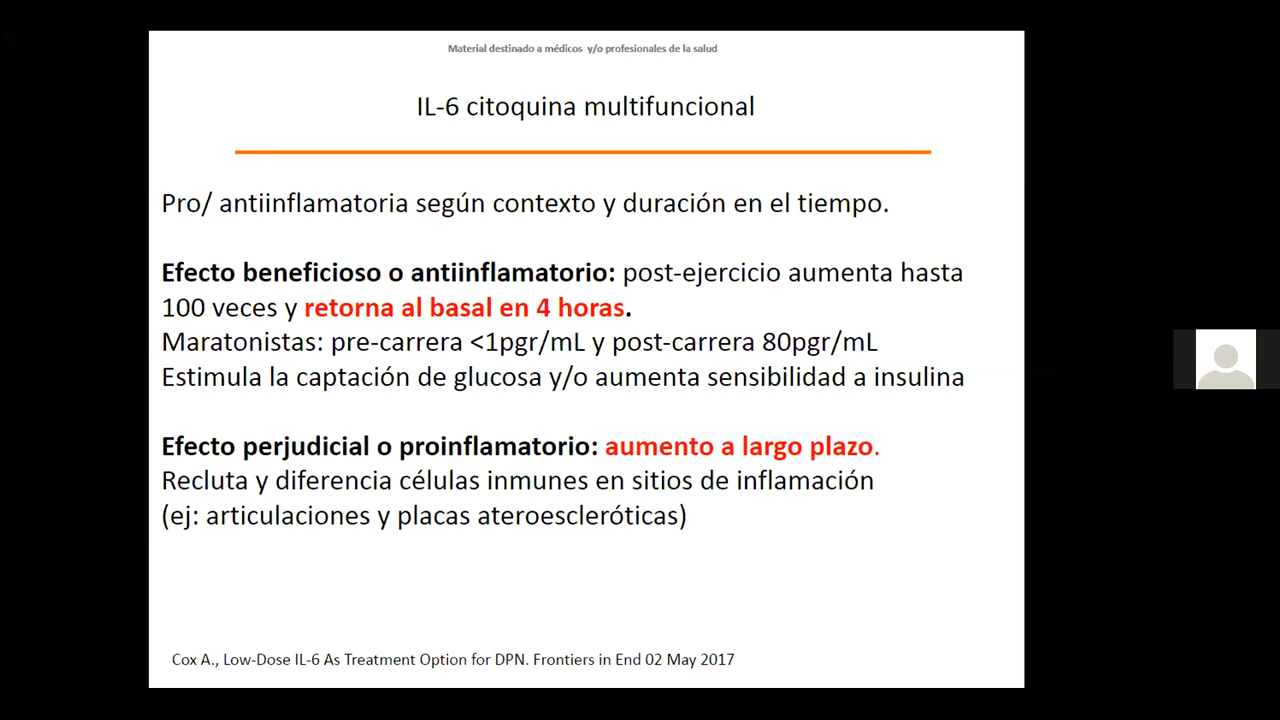 Material destinado a médicos y/o profesionales de la salud
IL-6 citoquina multifuncional
Pro/ antiinflamatoria según contexto y duración en el tiempo.
Efecto beneficioso o antiinflamatorio: post-ejercicio aumenta hasta
100 veces y retorna al basal en 4 horas.
Maratonistas: pre-carrera <1pgr/mL y post-carrera 80pgr/mL
Estimula la captación de glucosa y/o aumenta sensibilidad a insulina
Efecto perjudicial o proinflamatorio: aumento a largo plazo.
Recluta y diferencia células inmunes en sitios de inflamación
(ej: articulaciones y placas ateroescleróticas)
Cox A., Low-Dose IL-6 As Treatment Option for DPN. Frontiers in End 02 May 2017